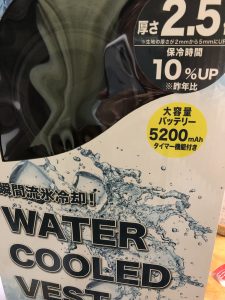 厚さ2.5
※生地の厚さが2mmから5mmにUP
保冷時間
10%UP
※昨年比
大容量
バッテリー
5200mAh
タイマー機能付き
瞬間流氷冷却!
WATER
COOLED
VEST